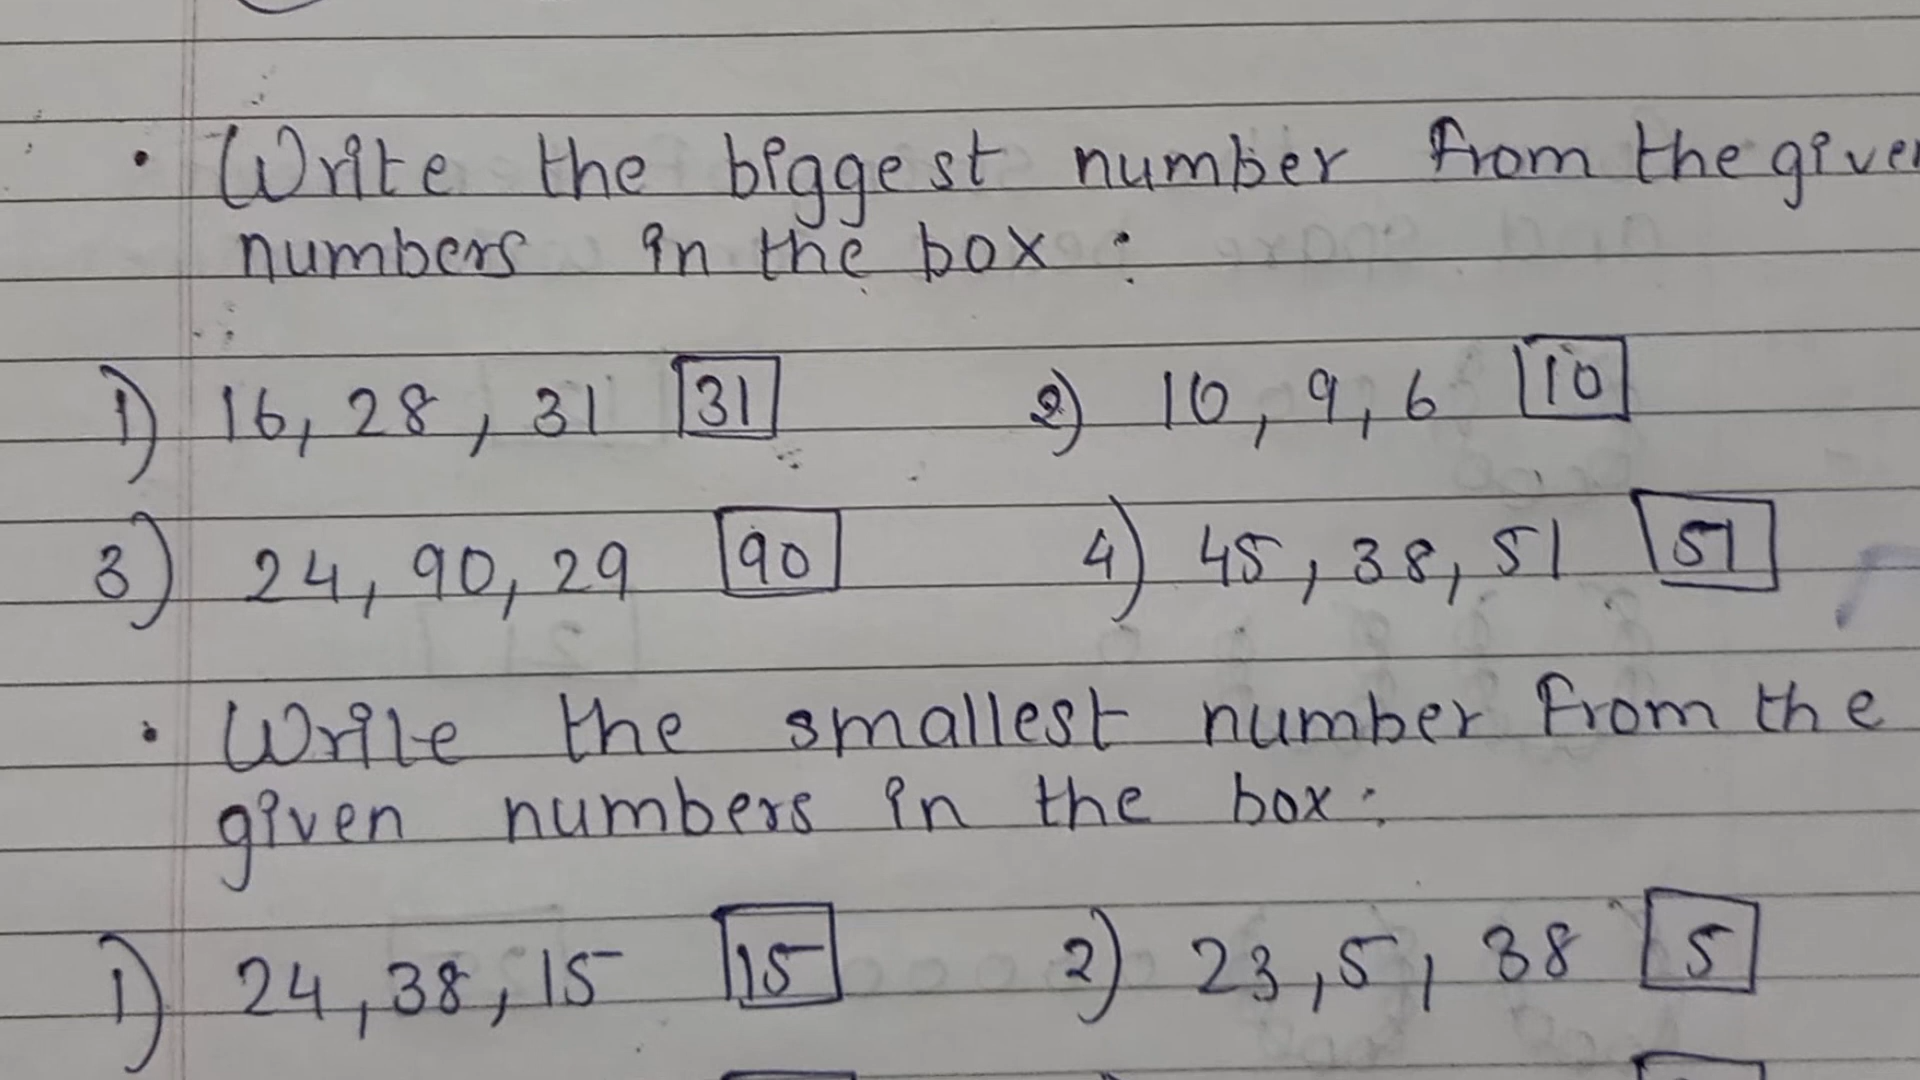 • Write the biggest number from the given
numbers in the box :
1) 16, 28, 31 31 2) 10, 9, 6 10
3) 24, 90, 29 90 4) 45, 38, 51 51
• Write the smallest number from the
given numbers in the box:
1) 24, 38, 15 15 2) 23, 5, 38 5